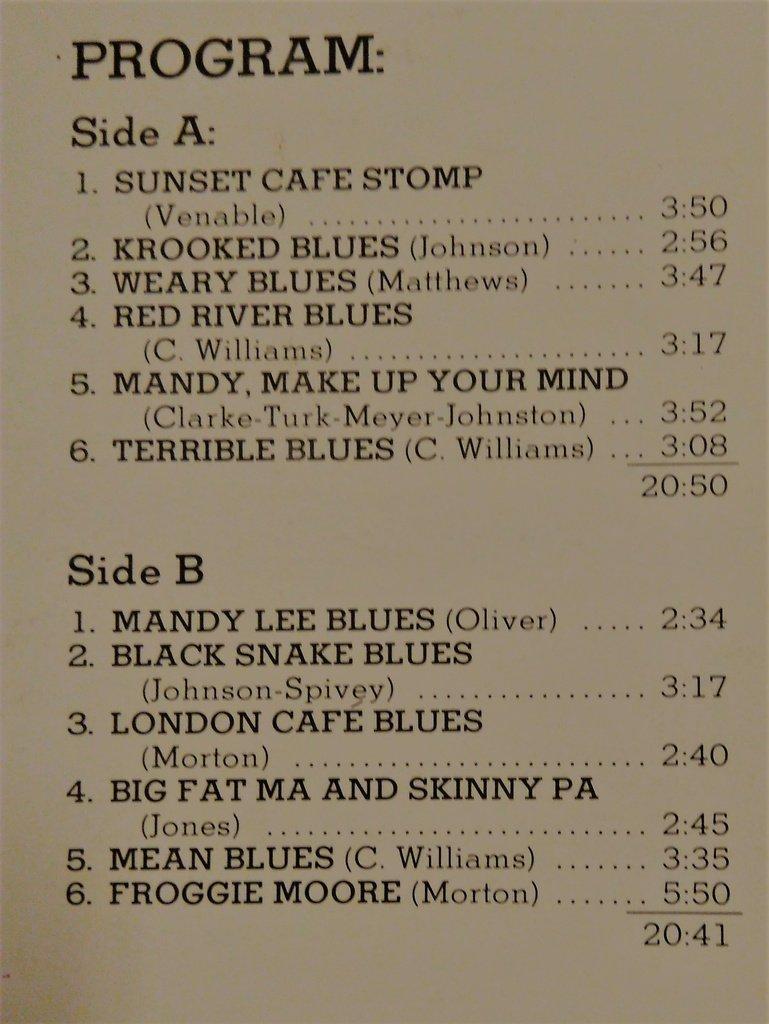 PROGRAM:
Side A:
1. SUNSET CAFE STOMP
(Venable) ........................ 3:50
2. KROOKED BLUES (Johnson) ...... 2:56
3. WEARY BLUES (Matthews) ....... 3:47
4. RED RIVER BLUES
(C. Williams) ..................... 3:17
5. MANDY, MAKE UP YOUR MIND
(Clarke-Turk-Meyer-Johnston) ... 3:52
6. TERRIBLE BLUES (C. Williams) ... 3:08
20:50
Side B
1. MANDY LEE BLUES (Oliver) ..... 2:34
2. BLACK SNAKE BLUES
(Johnson-Spivey) ................ 3:17
3. LONDON CAFÉ BLUES
(Morton) ......................... 2:40
4. BIG FAT MA AND SKINNY PA
(Jones) ........................... 2:45
5. MEAN BLUES (C. Williams) ....... 3:35
6. FROGGIE MOORE (Morton) ....... 5:50
20:41